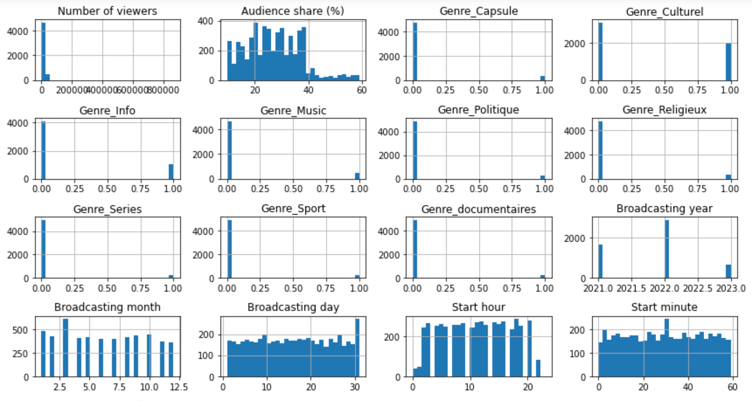 Number of viewers Audience share (%) Genre_Capsule Genre_Culturel
4000 400 4000 2000
2000 200 2000
0 0 0 0
0 200000400000600000800000 20 40 60 0.00 0.25 0.50 0.75 1.00 0.00 0.25 0.50 0.75 1.00
Genre_Info Genre_Music Genre_Politique Genre_Religieux
4000 4000 4000 4000
2000 2000 2000 2000
0 0 0 0
0.00 0.25 0.50 0.75 1.00 0.00 0.25 0.50 0.75 1.00 0.00 0.25 0.50 0.75 1.00 0.00 0.25 0.50 0.75 1.00
Genre_Series Genre_Sport Genre_documentaires Broadcasting year
4000 4000 4000 2000
2000 2000 2000
0 0 0 0
0.00 0.25 0.50 0.75 1.00 0.00 0.25 0.50 0.75 1.00 0.00 0.25 0.50 0.75 1.00 2021.0 2021.5 2022.0 2022.5 2023.0
Broadcasting month Broadcasting day Start hour Start minute
500 200 200 200
250 100 100
0 0 0 0
2.5 5.0 7.5 10.0 12.5 0 10 20 30 0 10 20 0 20 40 60